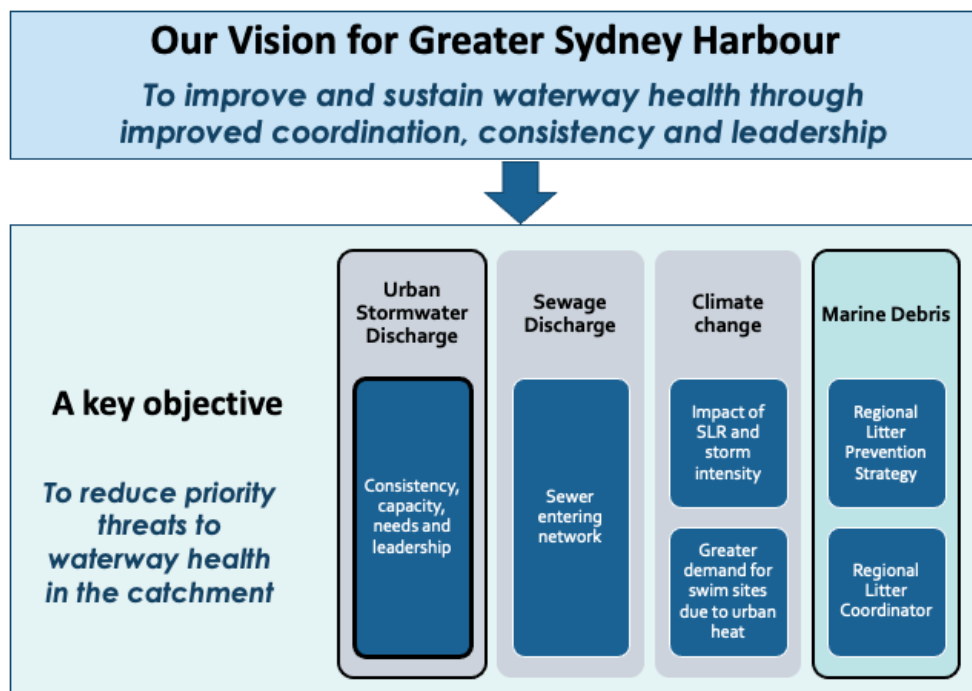 Our Vision for Greater Sydney Harbour
To improve and sustain waterway health through
improved coordination, consistency and leadership
A key objective
To reduce priority
threats to
waterway health
in the catchment
Urban
Stormwater
Discharge
Consistency,
capacity,
needs and
leadership
Sewage
Discharge
Sewer
entering
network
Climate
change
Impact of
SLR and
storm
intensity
Greater
demand for
swim sites
due to urban
heat
Marine Debris
Regional
Litter
Prevention
Strategy
Regional
Litter
Coordinator